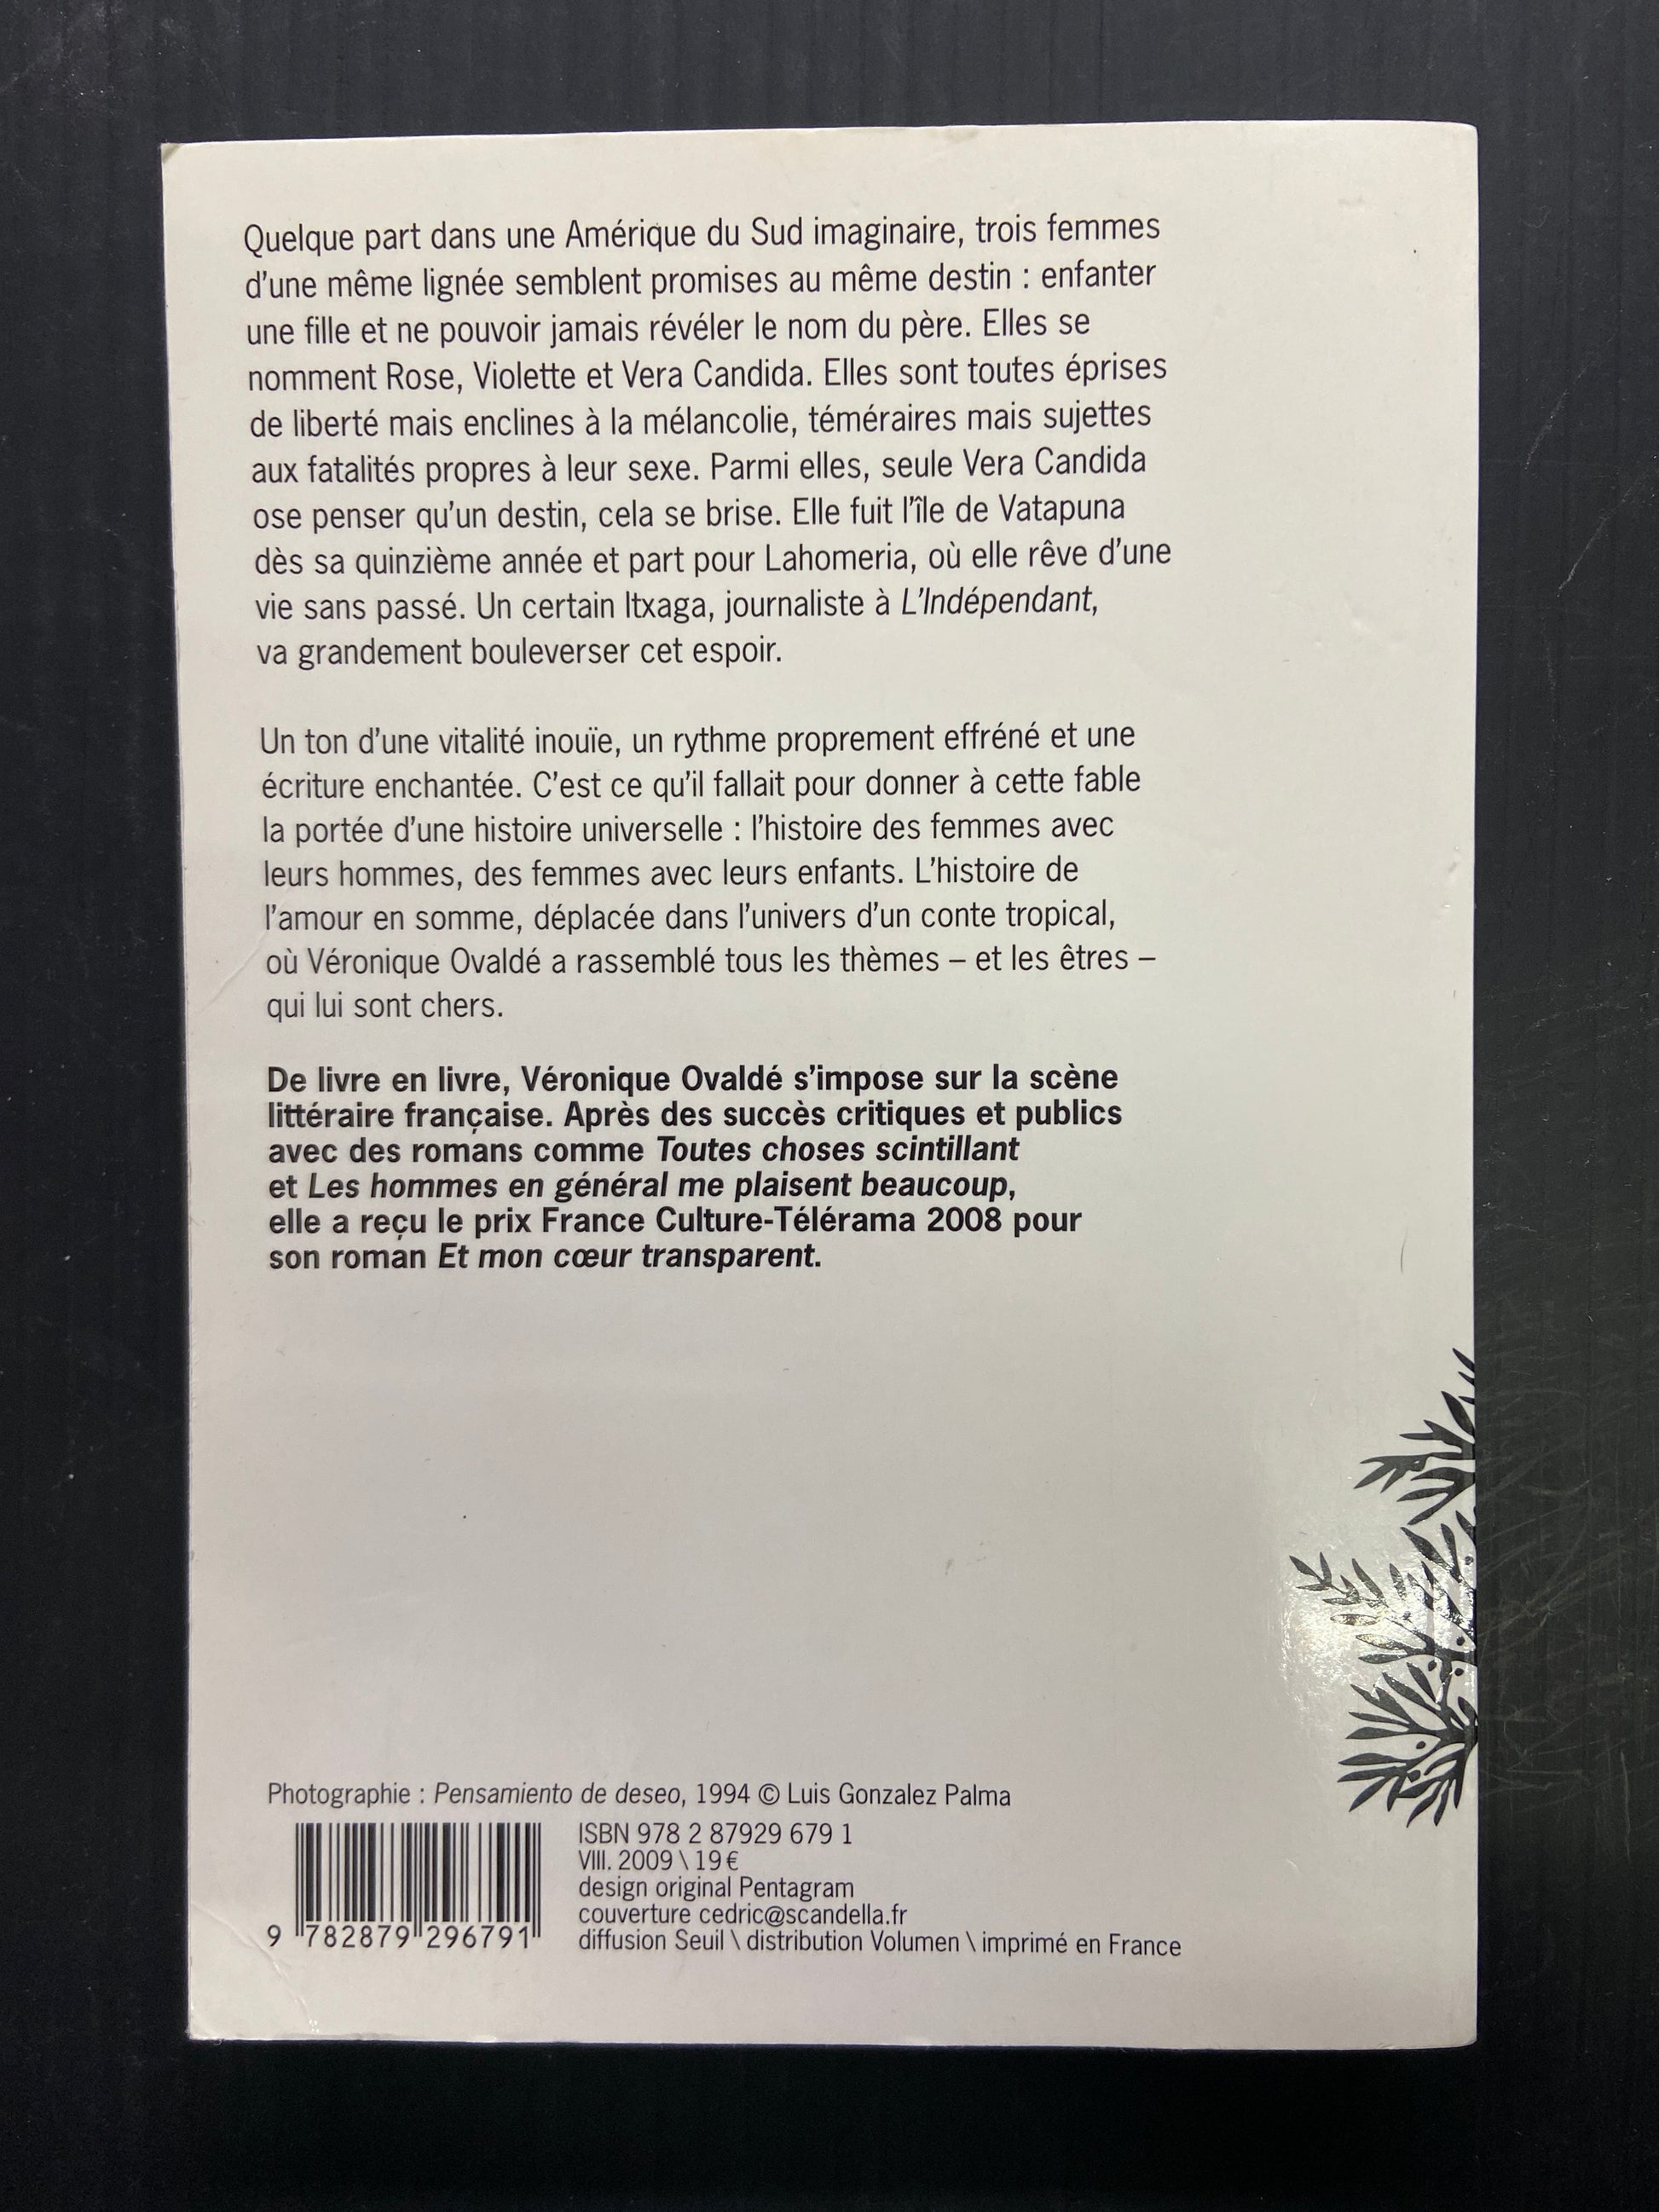 Quelque part dans une Amérique du Sud imaginaire, trois femmes
d'une même lignée semblent promises au même destin : enfanter
une fille et ne pouvoir jamais révéler le nom du père. Elles se
nomment Rose, Violette et Vera Candida. Elles sont toutes éprises
de liberté mais enclines à la mélancolie, téméraires mais sujettes
aux fatalités propres à leur sexe. Parmi elles, seule Vera Candida
ose penser qu'un destin, cela se brise. Elle fuit l'île de Vatapuna
dès sa quinzième année et part pour Lahomeria, où elle rêve d'une
vie sans passé. Un certain Itxaga, journaliste à L'Indépendant,
va grandement bouleverser cet espoir.
Un ton d'une vitalité inouïe, un rythme proprement effréné et une
écriture enchantée. C'est ce qu'il fallait pour donner à cette fable
la portée d'une histoire universelle : l'histoire des femmes avec
leurs hommes, des femmes avec leurs enfants. L'histoire de
l'amour en somme, déplacée dans l'univers d'un conte tropical,
où Véronique Ovaldé a rassemblé tous les thèmes – et les êtres –
qui lui sont chers.
De livre en livre, Véronique Ovaldé s'impose sur la scène
littéraire française. Après des succès critiques et publics
avec des romans comme Toutes choses scintillant
et Les hommes en général me plaisent beaucoup,
elle a reçu le prix France Culture-Télérama 2008 pour
son roman Et mon cœur transparent.
Photographie : Pensamiento de deseo, 1994 © Luis Gonzalez Palma
ISBN 978 2 87929 679 1
VIII. 2009 \ 19 €
design original Pentagram
couverture cedric@scandella.fr
diffusion Seuil \ distribution Volumen \ imprimé en France
9 782879 296791